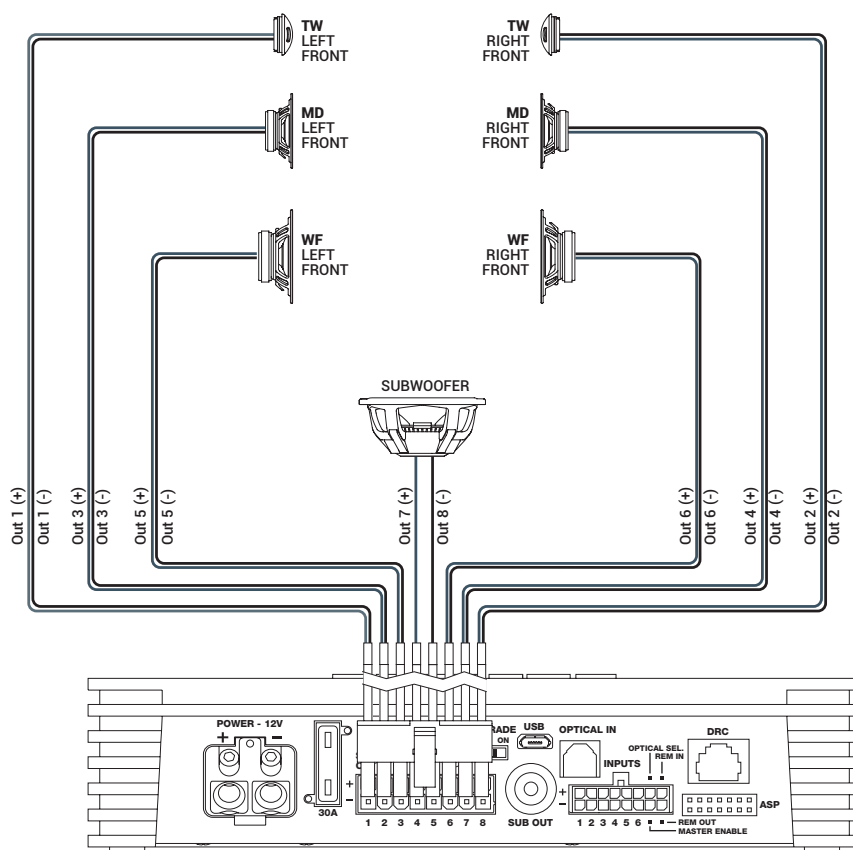 TW
LEFT
FRONT
TW
RIGHT
FRONT
MD
LEFT
FRONT
MD
RIGHT
FRONT
WF
LEFT
FRONT
WF
RIGHT
FRONT
SUBWOOFER
Out 1 (+)
Out 1 (-)
Out 3 (+)
Out 3 (-)
Out 5 (+)
Out 5 (-)
Out 7 (+)
Out 8 (-)
Out 6 (+)
Out 6 (-)
Out 4 (+)
Out 4 (-)
Out 2 (+)
Out 2 (-)
POWER - 12V
+ -
30A
+
-
1 2 3 4 5 6 7 8
RADE
ON
USB
SUB OUT
OPTICAL IN
OPTICAL SEL.
REM IN
INPUTS
+
-
1 2 3 4 5 6
REM OUT
MASTER ENABLE
DRC
ASP